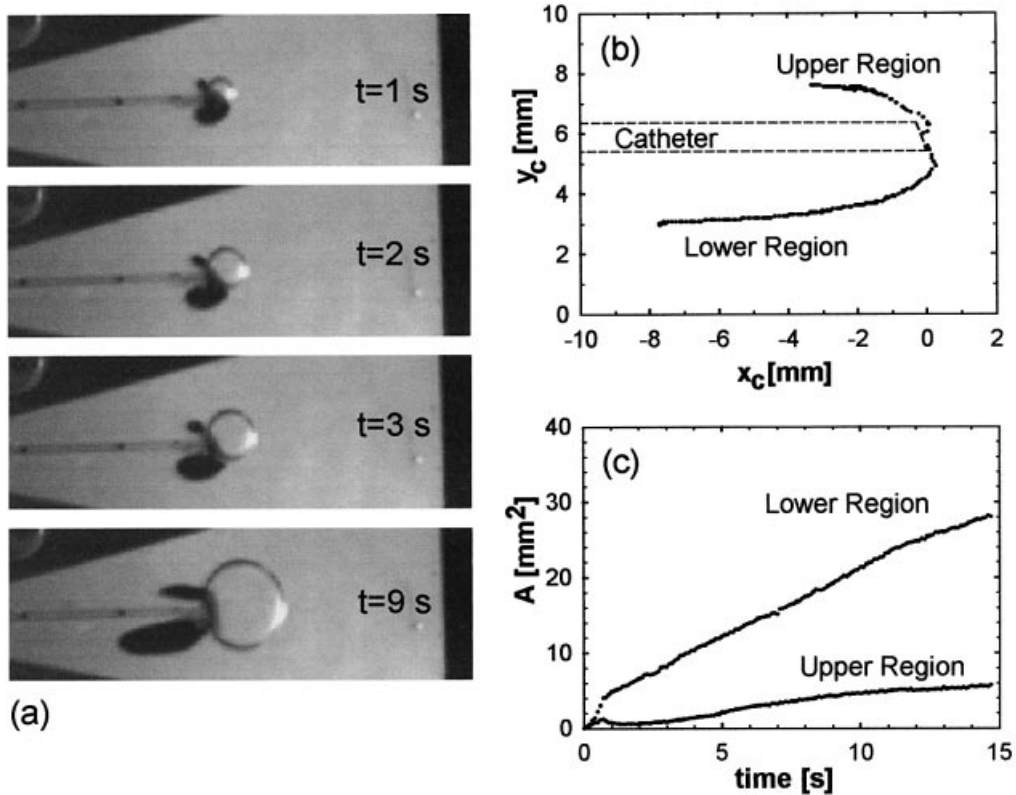 t=1 s
t=2 s
t=3 s
t=9 s
(a)
(b)
Upper Region
Catheter
Lower Region
y_c [mm]
10
8
6
4
2
0
-10 -8 -6 -4 -2 0 2
x_c [mm]
(c)
Lower Region
Upper Region
A [mm²]
40
30
20
10
0
0 5 10 15
time [s]